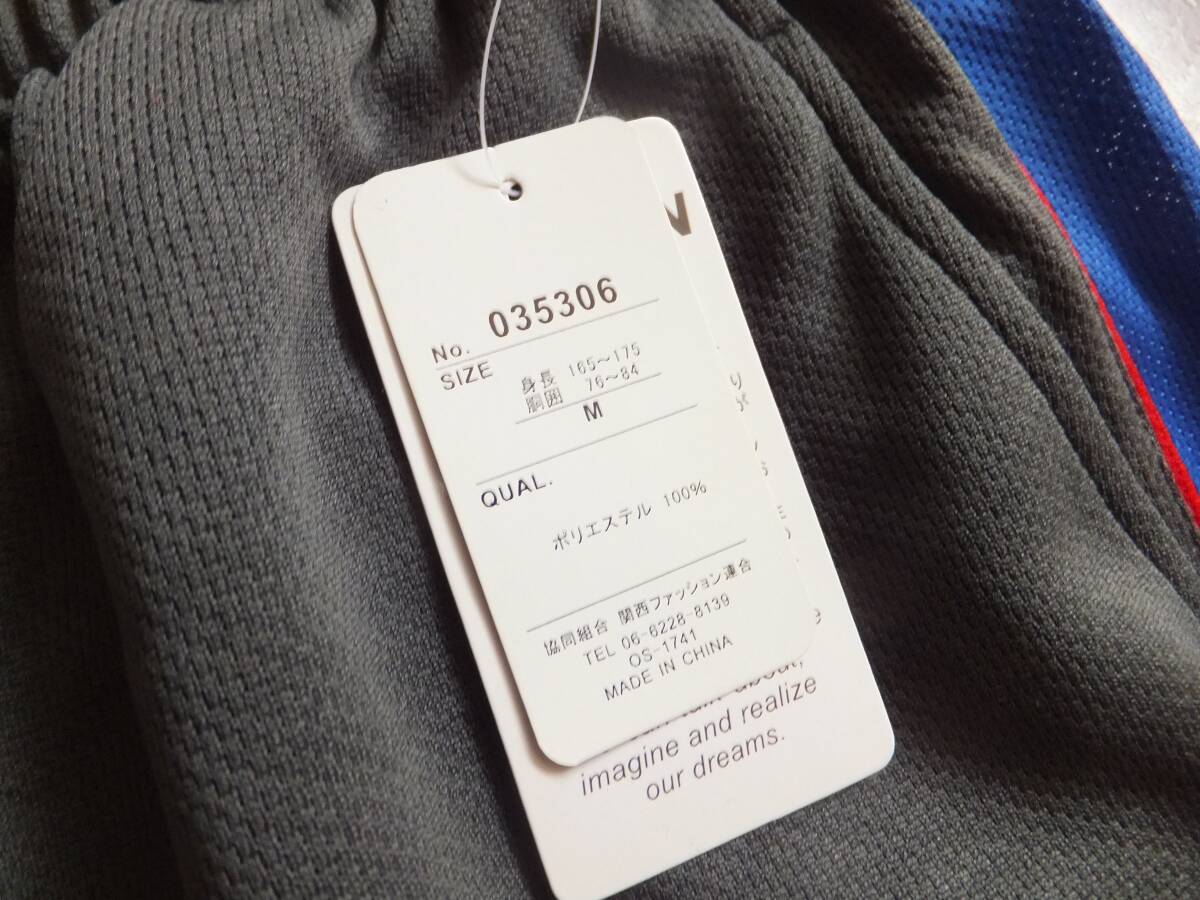 No. 035306
SIZE
身長 165～175
胴囲 76～84
M
QUAL.
ポリエステル 100%
協同組合 関西ファッション連合
TEL 06-6228-8139
OS-1741
MADE IN CHINA
about,
imagine and realize
our dreams.